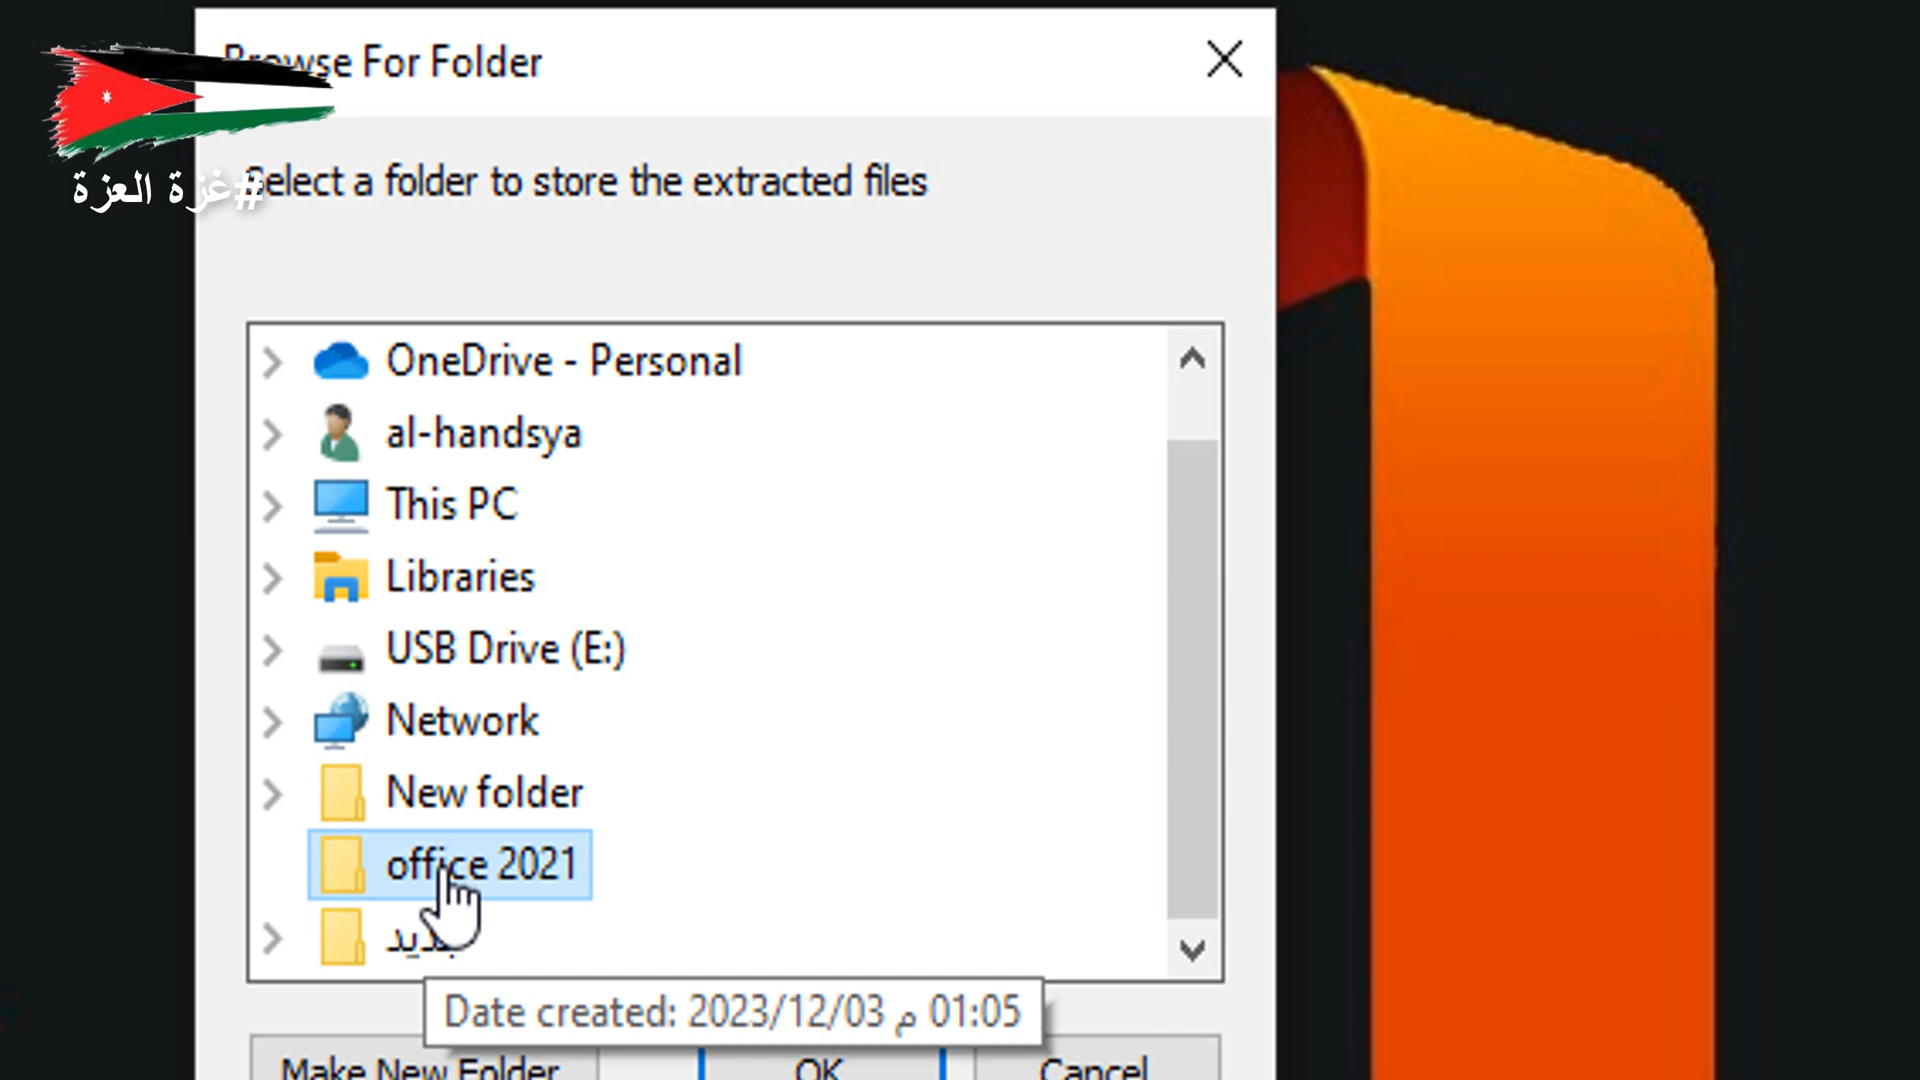 Browse For Folder
#غزة العزة
Select a folder to store the extracted files
OneDrive - Personal
al-handsya
This PC
Libraries
USB Drive (E:)
Network
New folder
office 2021
جديد
Date created: 2023/12/03 م 01:05
Make New Folder
OK
Cancel